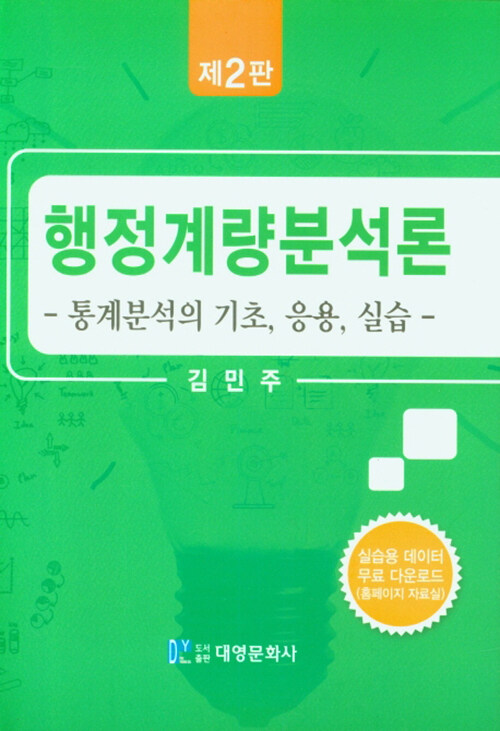 제2판
행정계량분석론
- 통계분석의 기초, 응용, 실습 -
김민주
실습용 데이터
무료 다운로드
(홈페이지 자료실)
DY 도서출판 대영문화사